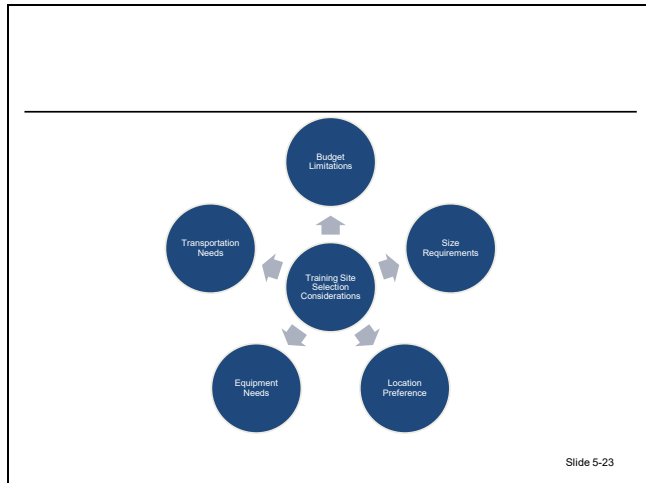 Budget
Limitations
Transportation
Needs
Size
Requirements
Training Site
Selection
Considerations
Equipment
Needs
Location
Preference
Slide 5-23